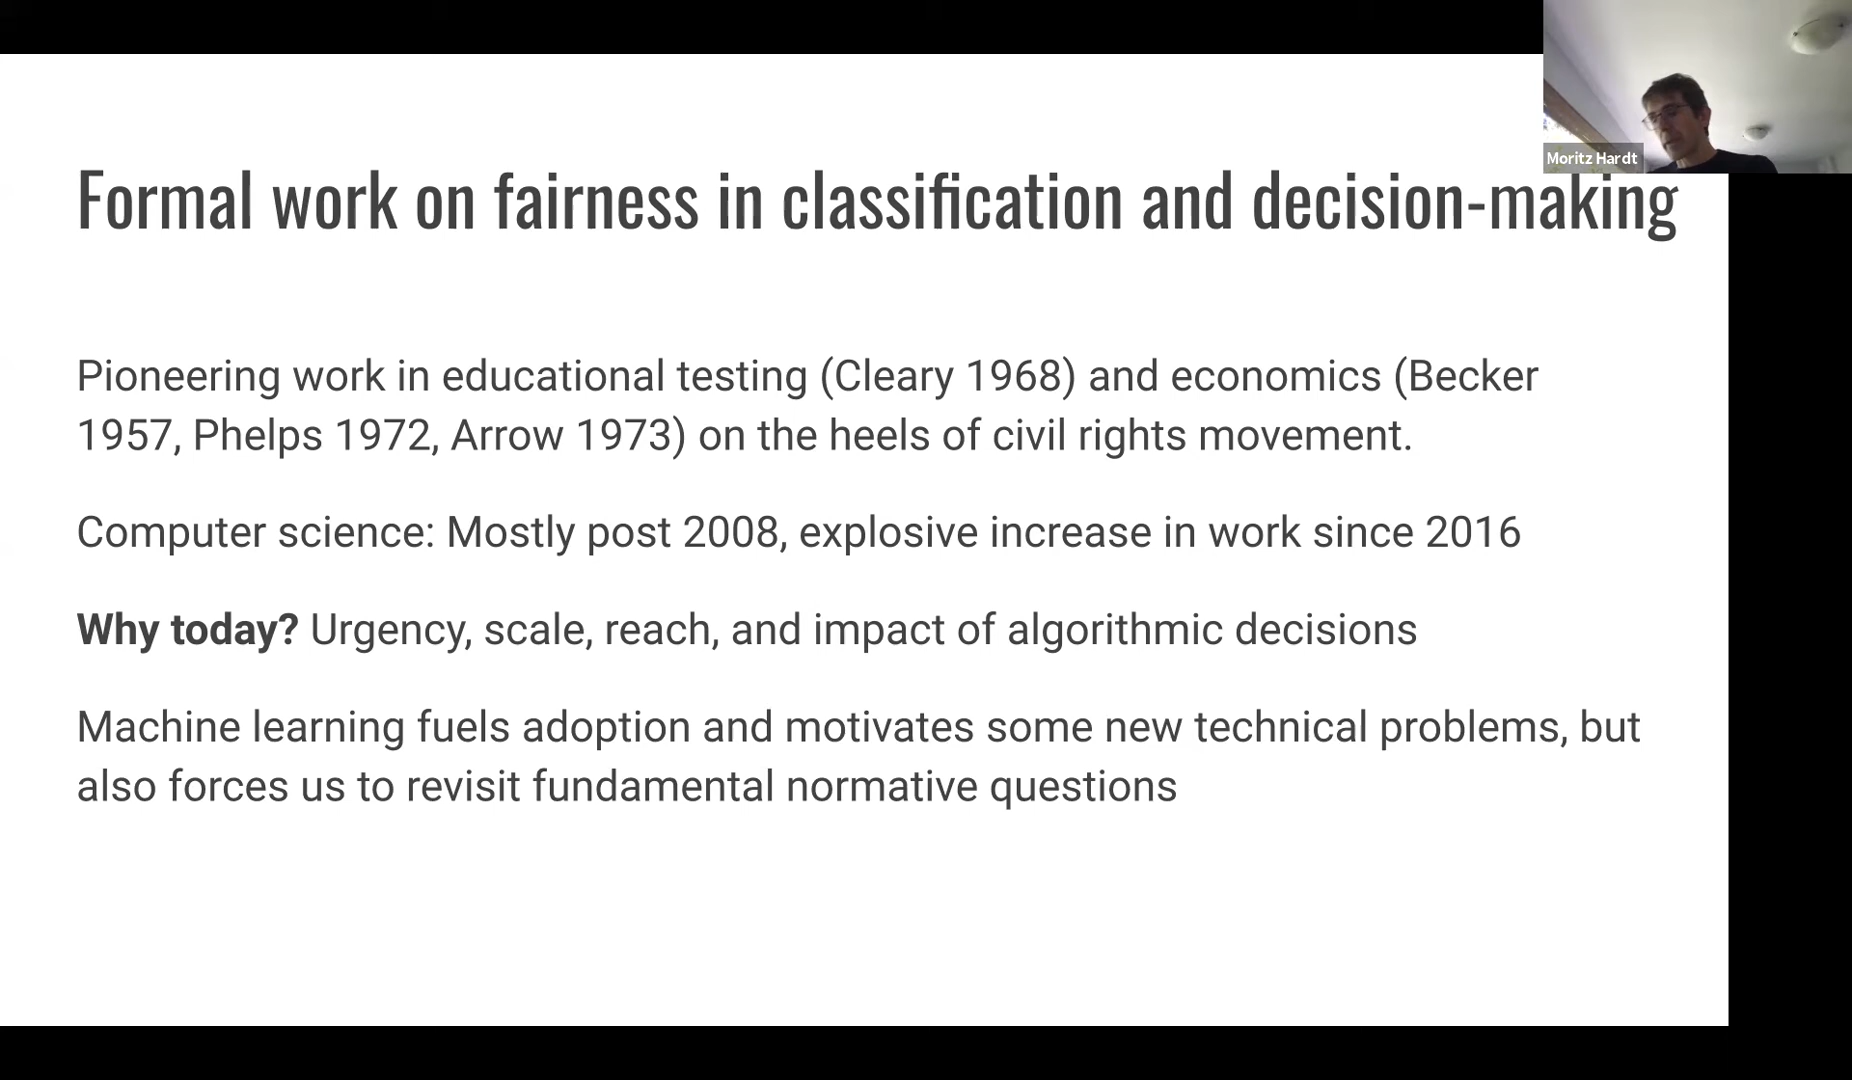 Moritz Hardt
Formal work on fairness in classification and decision-making
Pioneering work in educational testing (Cleary 1968) and economics (Becker
1957, Phelps 1972, Arrow 1973) on the heels of civil rights movement.
Computer science: Mostly post 2008, explosive increase in work since 2016
Why today? Urgency, scale, reach, and impact of algorithmic decisions
Machine learning fuels adoption and motivates some new technical problems, but
also forces us to revisit fundamental normative questions